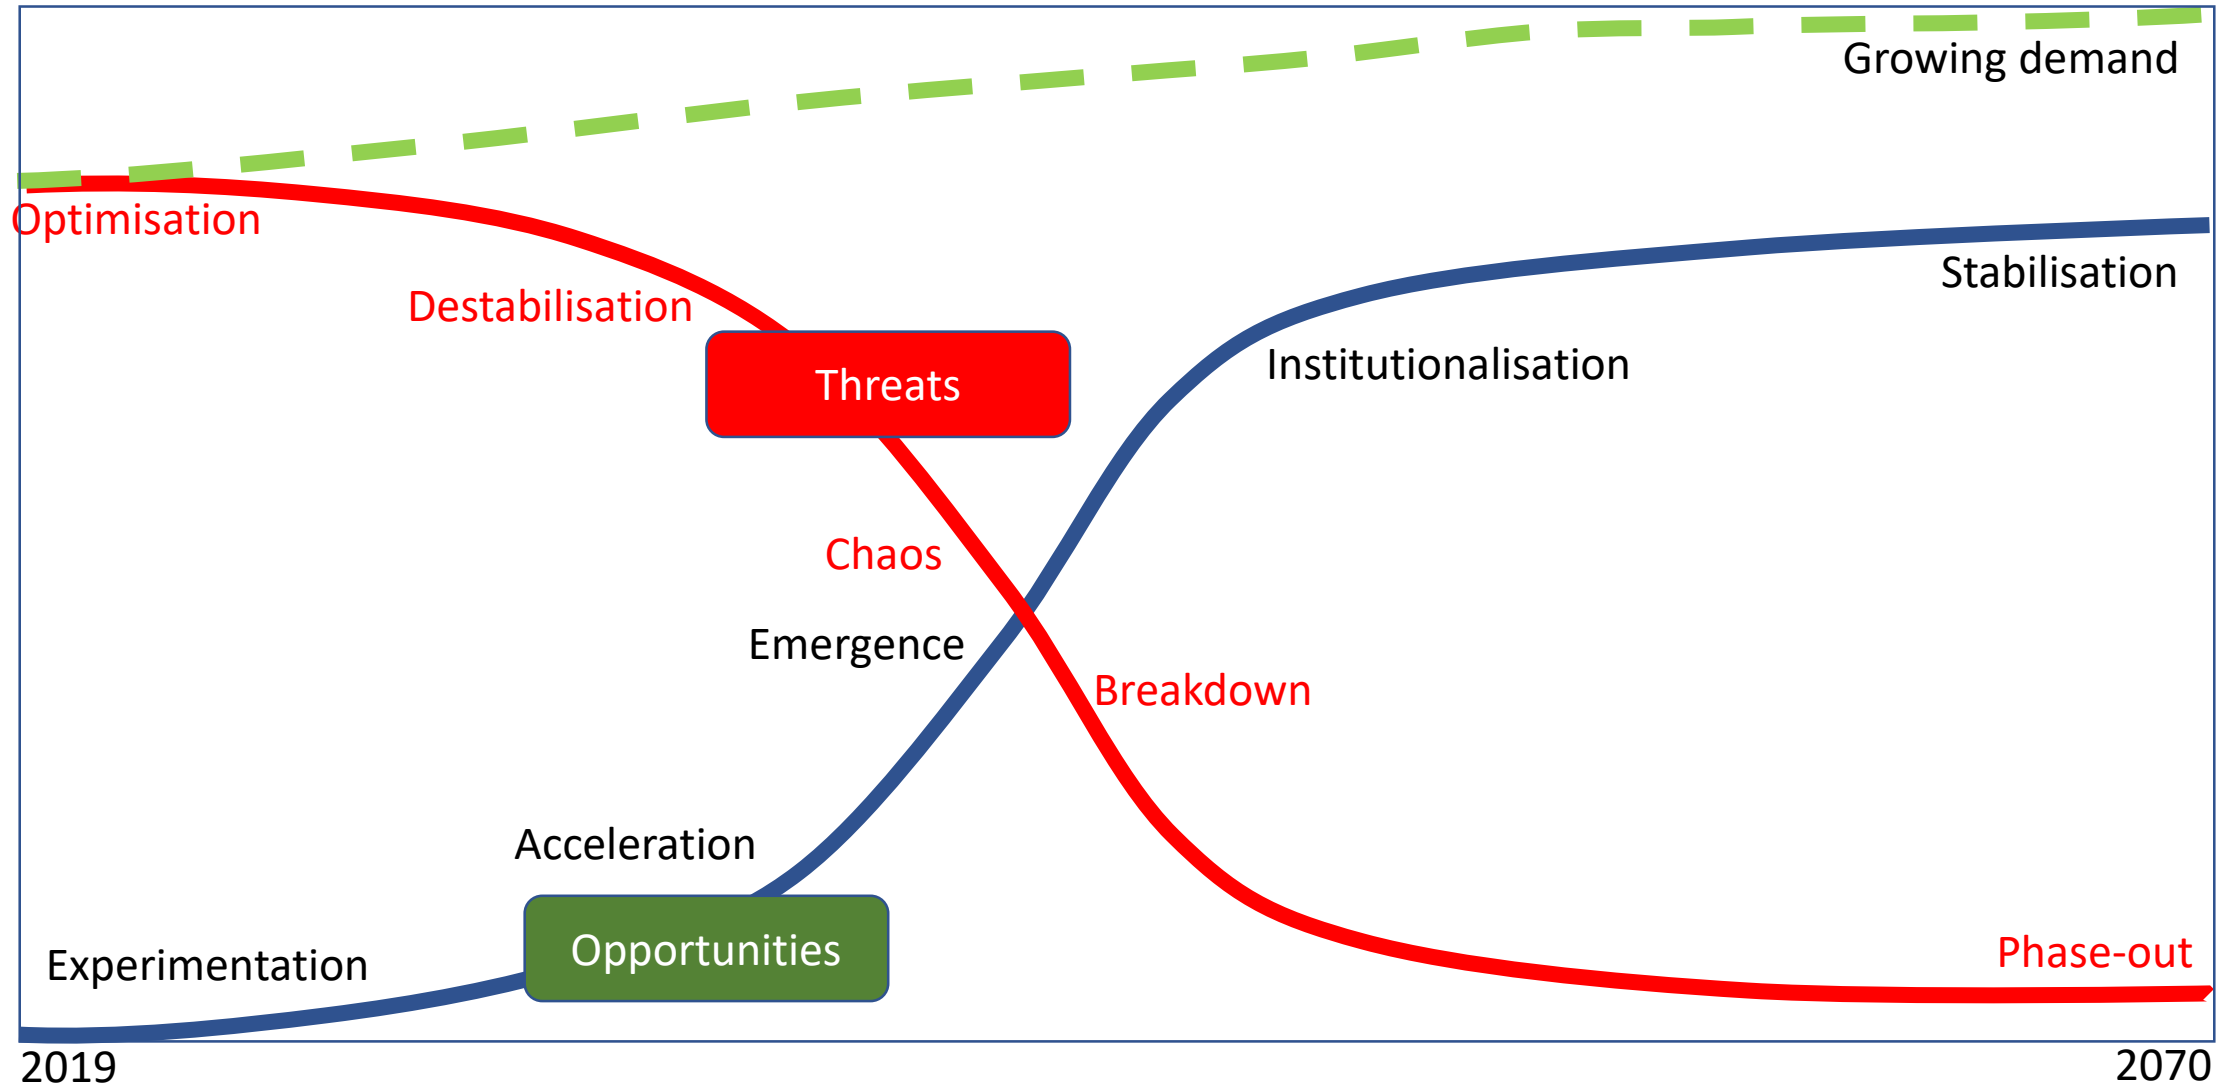 Growing demand
Optimisation
Stabilisation
Destabilisation
Institutionalisation
Threats
Chaos
Emergence
Breakdown
Acceleration
Opportunities
Phase-out
Experimentation
2019
2070